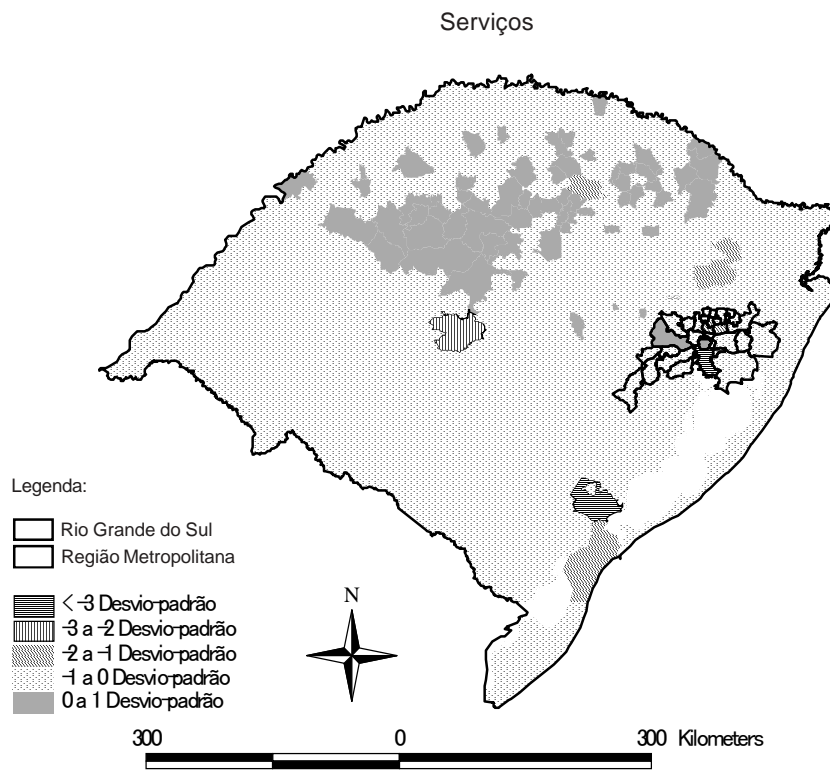 Serviços
Legenda:
Rio Grande do Sul
Região Metropolitana
< -3 Desvio-padrão
-3 a -2 Desvio-padrão
-2 a -1 Desvio-padrão
-1 a 0 Desvio-padrão
0 a 1 Desvio-padrão
N
300 0 300 Kilometers